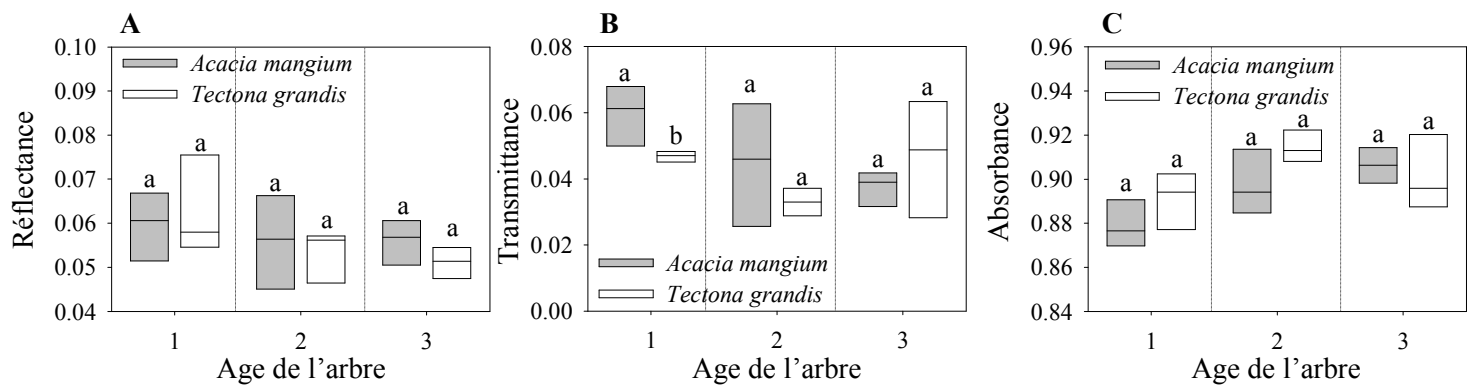 A
0.10
0.09
0.08
0.07
0.06
0.05
0.04
Réflectance
Acacia mangium
Tectona grandis
a
a
a
a
a
a
1
2
3
Age de l’arbre
B
0.08
0.06
0.04
0.02
0.00
Transmittance
a
b
a
a
a
a
Acacia mangium
Tectona grandis
1
2
3
Age de l’arbre
C
0.96
0.94
0.92
0.90
0.88
0.86
0.84
Absorbance
Acacia mangium
Tectona grandis
a
a
a
a
a
a
1
2
3
Age de l’arbre